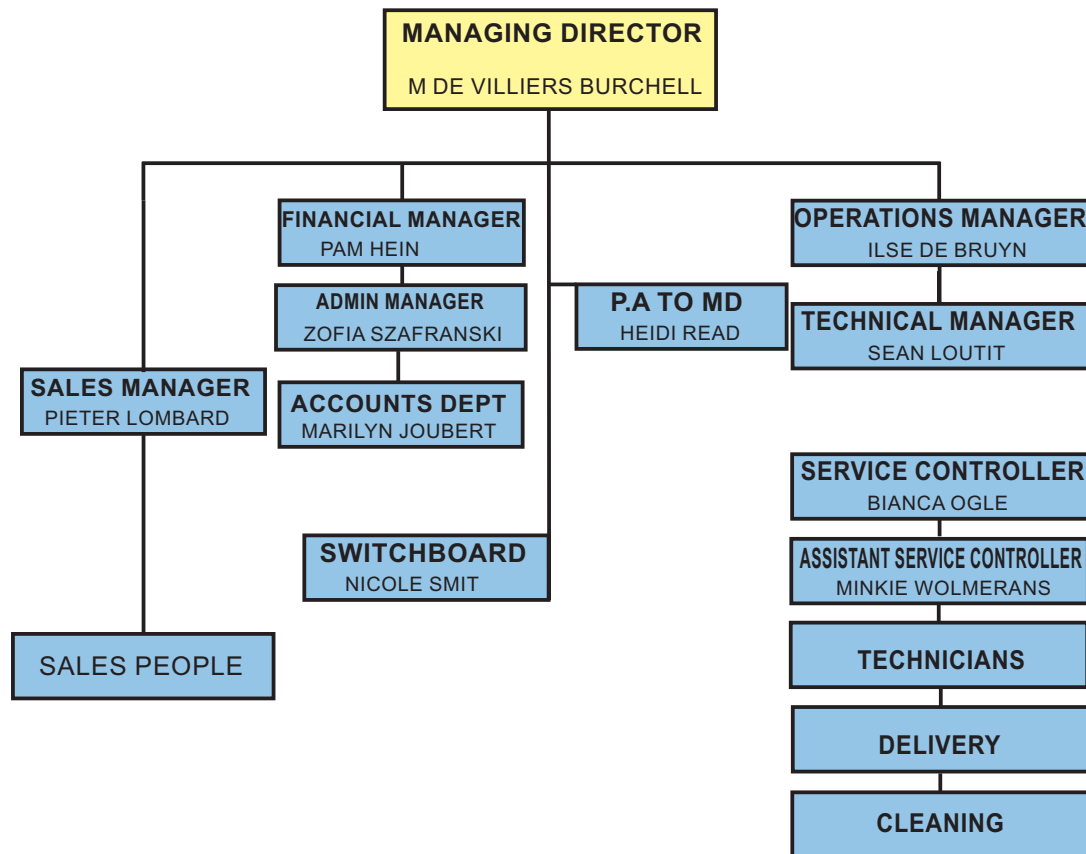 MANAGING DIRECTOR
M DE VILLIERS BURCHELL
FINANCIAL MANAGER
PAM HEIN
OPERATIONS MANAGER
ILSE DE BRUYN
ADMIN MANAGER
ZOFIA SZAFRANSKI
P.A TO MD
HEIDI READ
TECHNICAL MANAGER
SEAN LOUTIT
SALES MANAGER
PIETER LOMBARD
ACCOUNTS DEPT
MARILYN JOUBERT
SERVICE CONTROLLER
BIANCA OGLE
SWITCHBOARD
NICOLE SMIT
ASSISTANT SERVICE CONTROLLER
MINKIE WOLMERANS
SALES PEOPLE
TECHNICIANS
DELIVERY
CLEANING